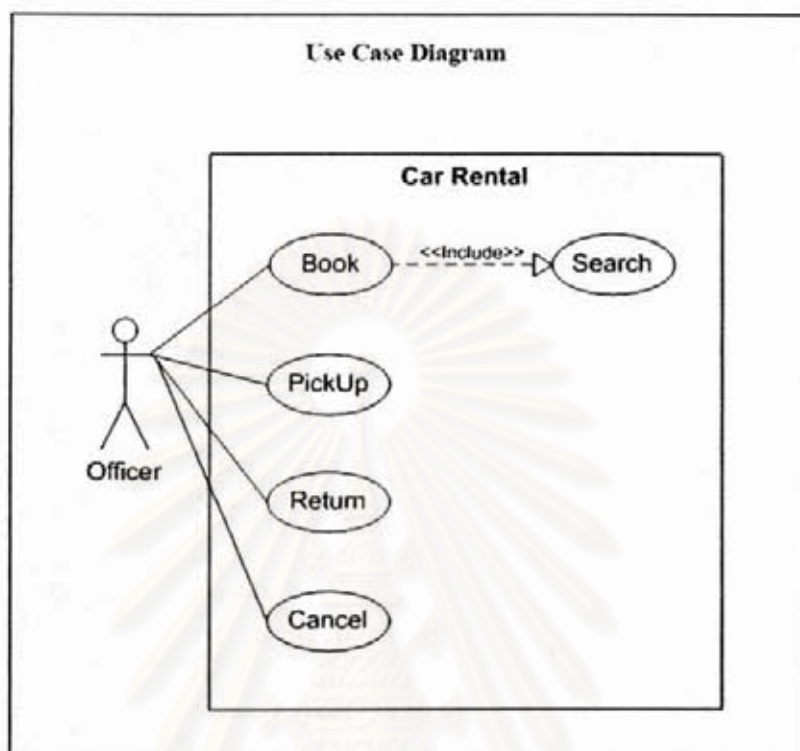 Use Case Diagram
Car Rental
Book
<<Include>>
Search
PickUp
Officer
Return
Cancel